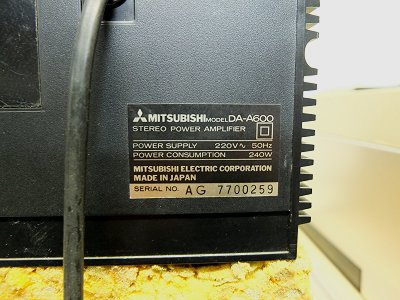 MITSUBISHI MODEL DA-A600
STEREO POWER AMPLIFIER
POWER SUPPLY 220V~ 50Hz
POWER CONSUMPTION 240W
MITSUBISHI ELECTRIC CORPORATION
MADE IN JAPAN
SERIAL NO. AG 7700259